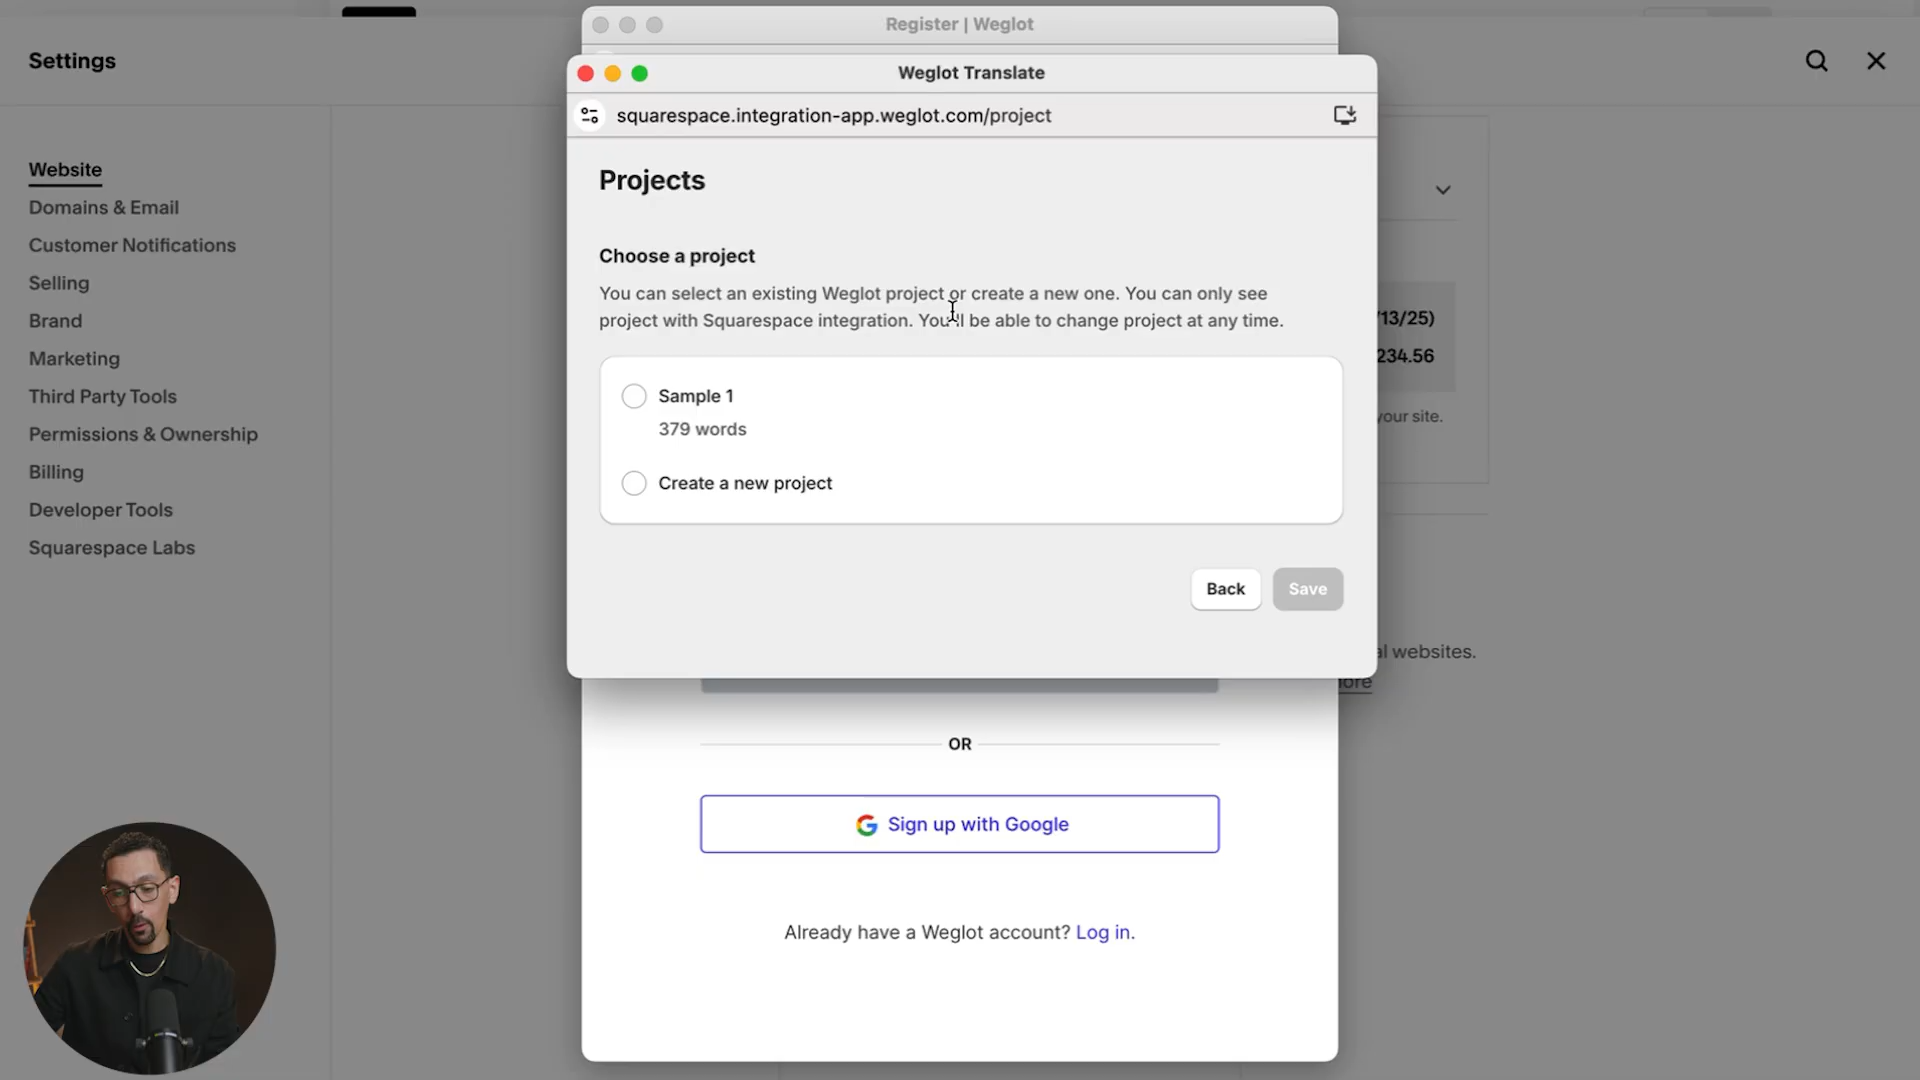 Register | Weglot
Settings
Weglot Translate
squarespace.integration-app.weglot.com/project
Website
Domains & Email
Customer Notifications
Selling
Brand
Marketing
Third Party Tools
Permissions & Ownership
Billing
Developer Tools
Squarespace Labs
Projects
Choose a project
You can select an existing Weglot project or create a new one. You can only see
project with Squarespace integration. You'll be able to change project at any time.
Sample 1
379 words
Create a new project
Back
Save
/13/25)
234.56
your site.
al websites.
OR
Sign up with Google
Already have a Weglot account? Log in.